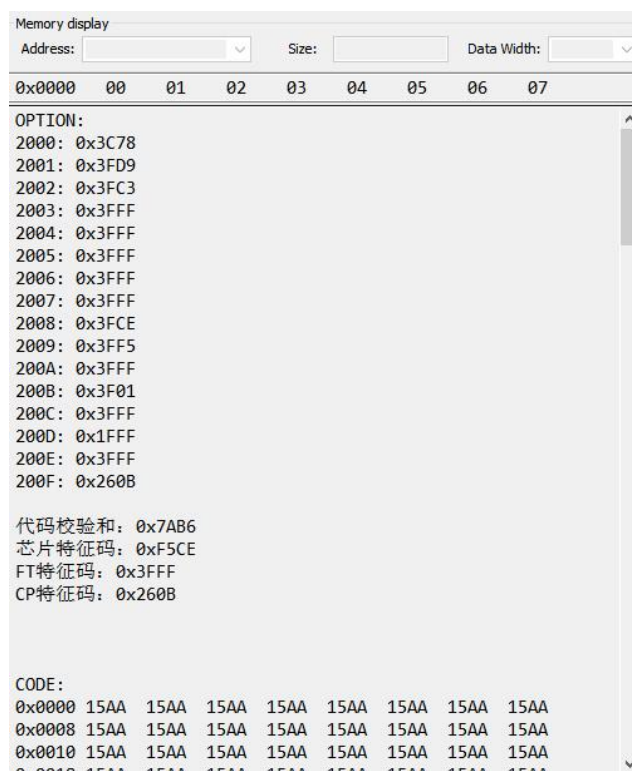 Memory display
Address: Size: Data Width:
0x0000 00 01 02 03 04 05 06 07
OPTION:
2000: 0x3C78
2001: 0x3FD9
2002: 0x3FC3
2003: 0x3FFF
2004: 0x3FFF
2005: 0x3FFF
2006: 0x3FFF
2007: 0x3FFF
2008: 0x3FCE
2009: 0x3FF5
200A: 0x3FFF
200B: 0x3F01
200C: 0x3FFF
200D: 0x1FFF
200E: 0x3FFF
200F: 0x260B
代码校验和: 0x7AB6
芯片特征码: 0xF5CE
FT特征码: 0x3FFF
CP特征码: 0x260B
CODE:
0x0000 15AA 15AA 15AA 15AA 15AA 15AA 15AA 15AA
0x0008 15AA 15AA 15AA 15AA 15AA 15AA 15AA 15AA
0x0010 15AA 15AA 15AA 15AA 15AA 15AA 15AA 15AA